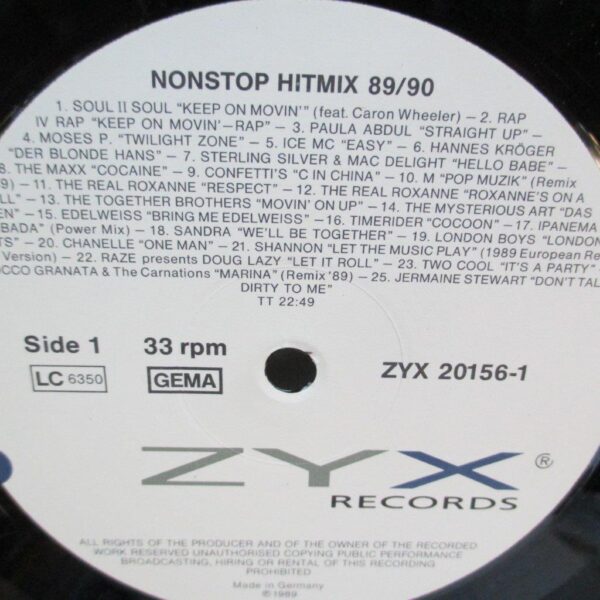 NONSTOP HITMIX 89/90
1. SOUL II SOUL "KEEP ON MOVIN'" (feat. Caron Wheeler) – 2. RAP
IV RAP "KEEP ON MOVIN'–RAP" – 3. PAULA ABDUL "STRAIGHT UP" –
4. MOSES P. "TWILIGHT ZONE" – 5. ICE MC "EASY" – 6. HANNES KRÖGER
"DER BLONDE HANS" – 7. STERLING SILVER & MAC DELIGHT "HELLO BABE" –
8. THE MAXX "COCAINE" – 9. CONFETTI'S "C IN CHINA" – 10. M "POP MUZIK" (Remix
9) – 11. THE REAL ROXANNE "RESPECT" – 12. THE REAL ROXANNE "ROXANNE'S ON A
LL" – 13. THE TOGETHER BROTHERS "MOVIN' ON UP" – 14. THE MYSTERIOUS ART "DAS
EN" – 15. EDELWEISS "BRING ME EDELWEISS" – 16. TIMERIDER "COCOON" – 17. IPANEMA
BADA" (Power Mix) – 18. SANDRA "WE'LL BE TOGETHER" – 19. LONDON BOYS "LONDON
TS" – 20. CHANELLE "ONE MAN" – 21. SHANNON "LET THE MUSIC PLAY" (1989 European Re
Version) – 22. RAZE presents DOUG LAZY "LET IT ROLL" – 23. TWO COOL "IT'S A PARTY" –
OCCO GRANATA & The Carnations "MARINA" (Remix '89) – 25. JERMAINE STEWART "DON'T TAL
DIRTY TO ME"
TT 22:49
Side 1 33 rpm
LC 6350 GEMA ZYX 20156-1
ZYX ®
RECORDS
ALL RIGHTS OF THE PRODUCER AND OF THE OWNER OF THE RECORDED
WORK RESERVED UNAUTHORISED COPYING PUBLIC PERFORMANCE
BROADCASTING, HIRING OR RENTAL OF THIS RECORDING
PROHIBITED
Made in Germany
℗ 1989